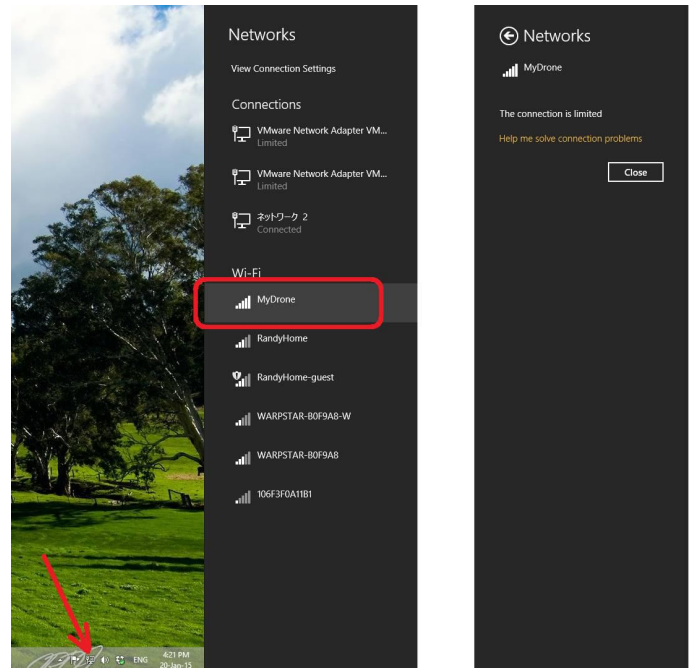 Networks
View Connection Settings
Connections
VMware Network Adapter VM...
Limited
VMware Network Adapter VM...
Limited
ネットワーク 2
Connected
Wi-Fi
MyDrone
RandyHome
RandyHome-guest
WARPSTAR-B0F9A8-W
WARPSTAR-B0F9A8
106F3F0A11B1
ENG
4:21 PM
20-Jan-15
Networks
MyDrone
The connection is limited
Help me solve connection problems
Close